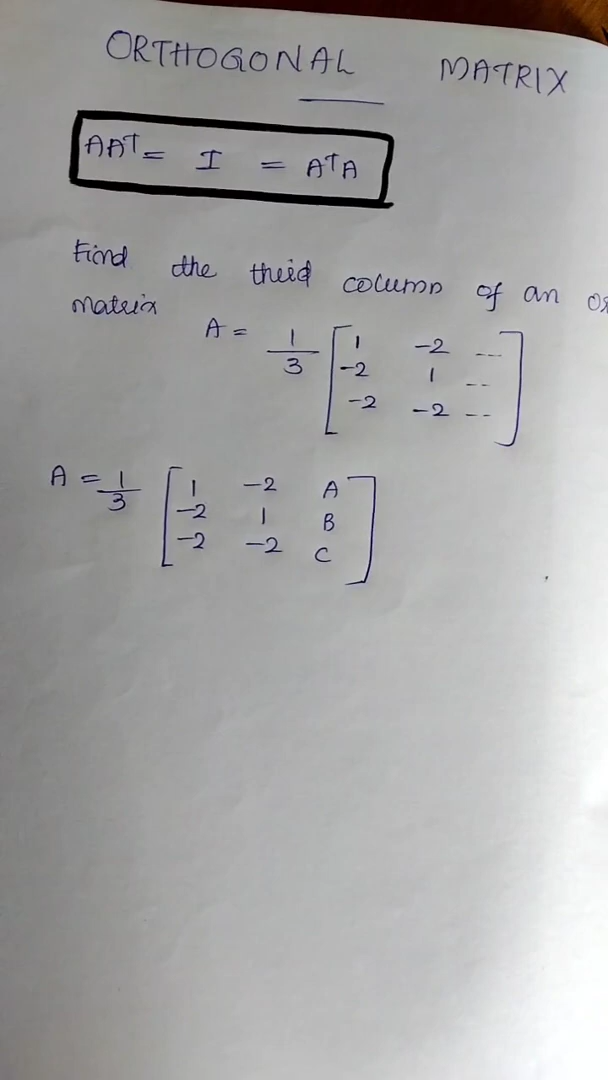 ORTHOGONAL MATRIX
AAT = I = ATA
Find the third column of an
matrix
A = 1/3 [ 1 -2 ---
-2 1 --
-2 -2 -- ]
A = 1/3 [ 1 -2 A
-2 1 B
-2 -2 C ]